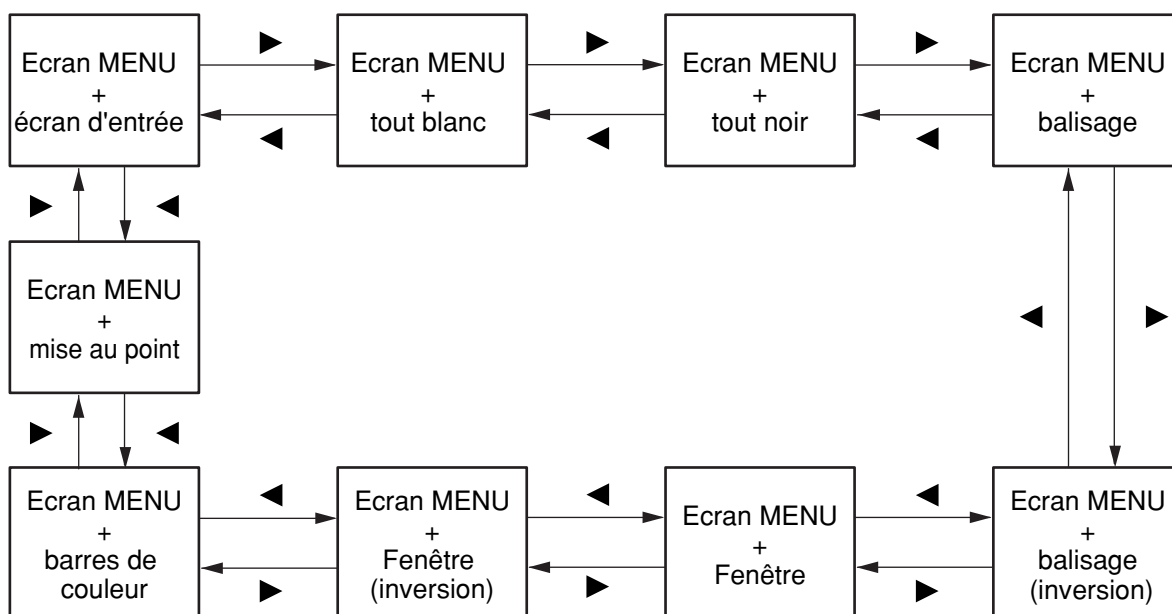 Ecran MENU
+
écran d'entrée
Ecran MENU
+
tout blanc
Ecran MENU
+
tout noir
Ecran MENU
+
balisage
Ecran MENU
+
mise au point
Ecran MENU
+
barres de
couleur
Ecran MENU
+
Fenêtre
(inversion)
Ecran MENU
+
Fenêtre
Ecran MENU
+
balisage
(inversion)